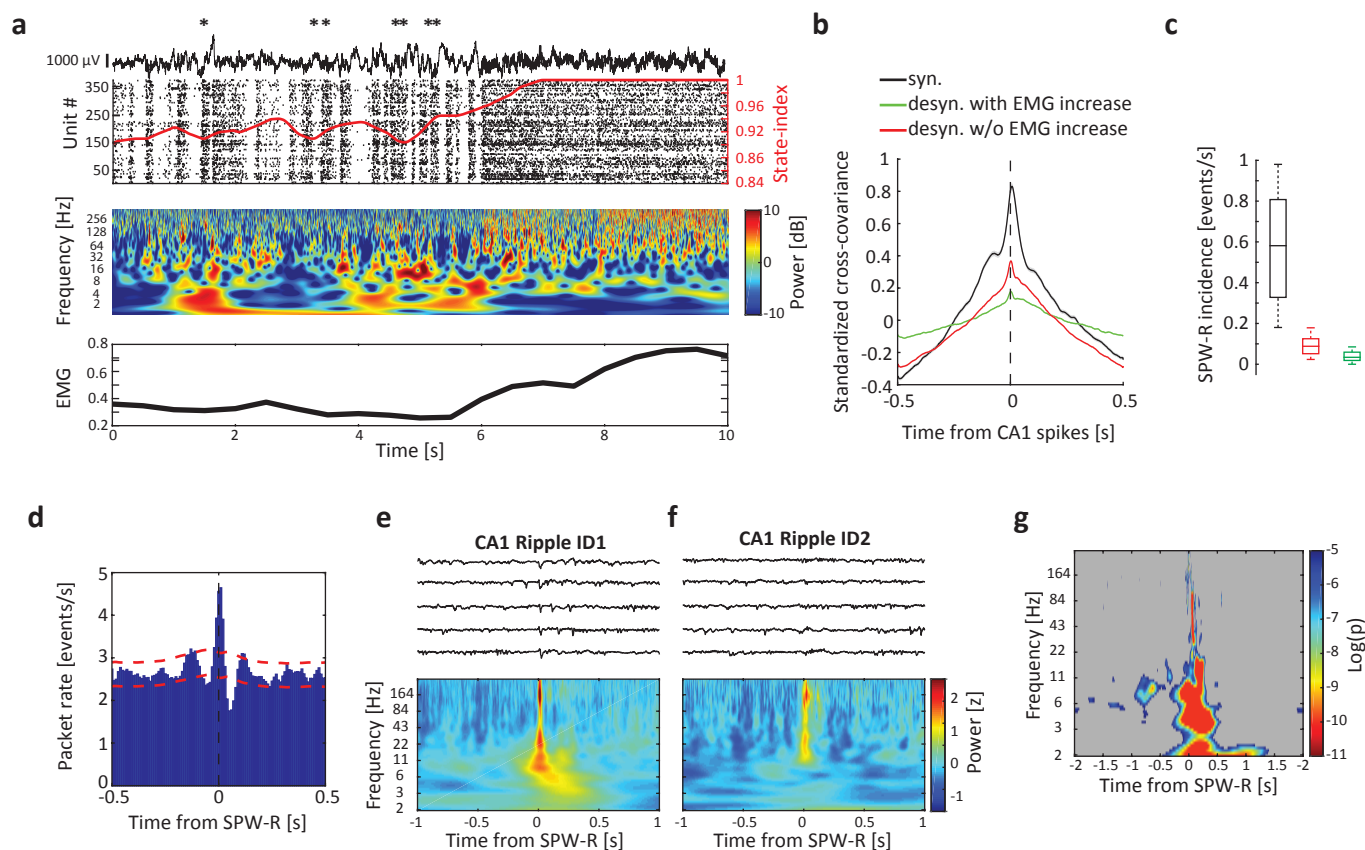 a
* ** ** **
1000 µV
Unit #
350
250
150
50
1
0.96
0.92
0.88
0.84
State-index
Frequency [Hz]
256
128
64
32
16
8
4
2
10
0
-10
Power [dB]
EMG
0.8
0.6
0.4
0.2
0 2 4 6 8 10
Time [s]
b
syn.
desyn. with EMG increase
desyn. w/o EMG increase
Standardized cross-covariance
0.8
0.6
0.4
0.2
0
-0.2
-0.4
-0.5 0 0.5
Time from CA1 spikes [s]
c
SPW-R incidence [events/s]
1
0.8
0.6
0.4
0.2
0
d
Packet rate [events/s]
5
4
3
2
1
0
-0.5 0 0.5
Time from SPW-R [s]
e
CA1 Ripple ID1
Frequency [Hz]
164
84
43
22
11
6
3
2
-1 -0.5 0 0.5 1
Time from SPW-R [s]
f
CA1 Ripple ID2
164
84
43
22
11
6
3
2
-1 -0.5 0 0.5 1
Time from SPW-R [s]
2
1
0
-1
Power [z]
g
Frequency [Hz]
164
84
43
22
11
6
3
2
-2 -1.5 -1 -0.5 0 0.5 1 -1.5 -2
Time from SPW-R [s]
-5
-6
-7
-8
-9
-10
-11
Log(p)